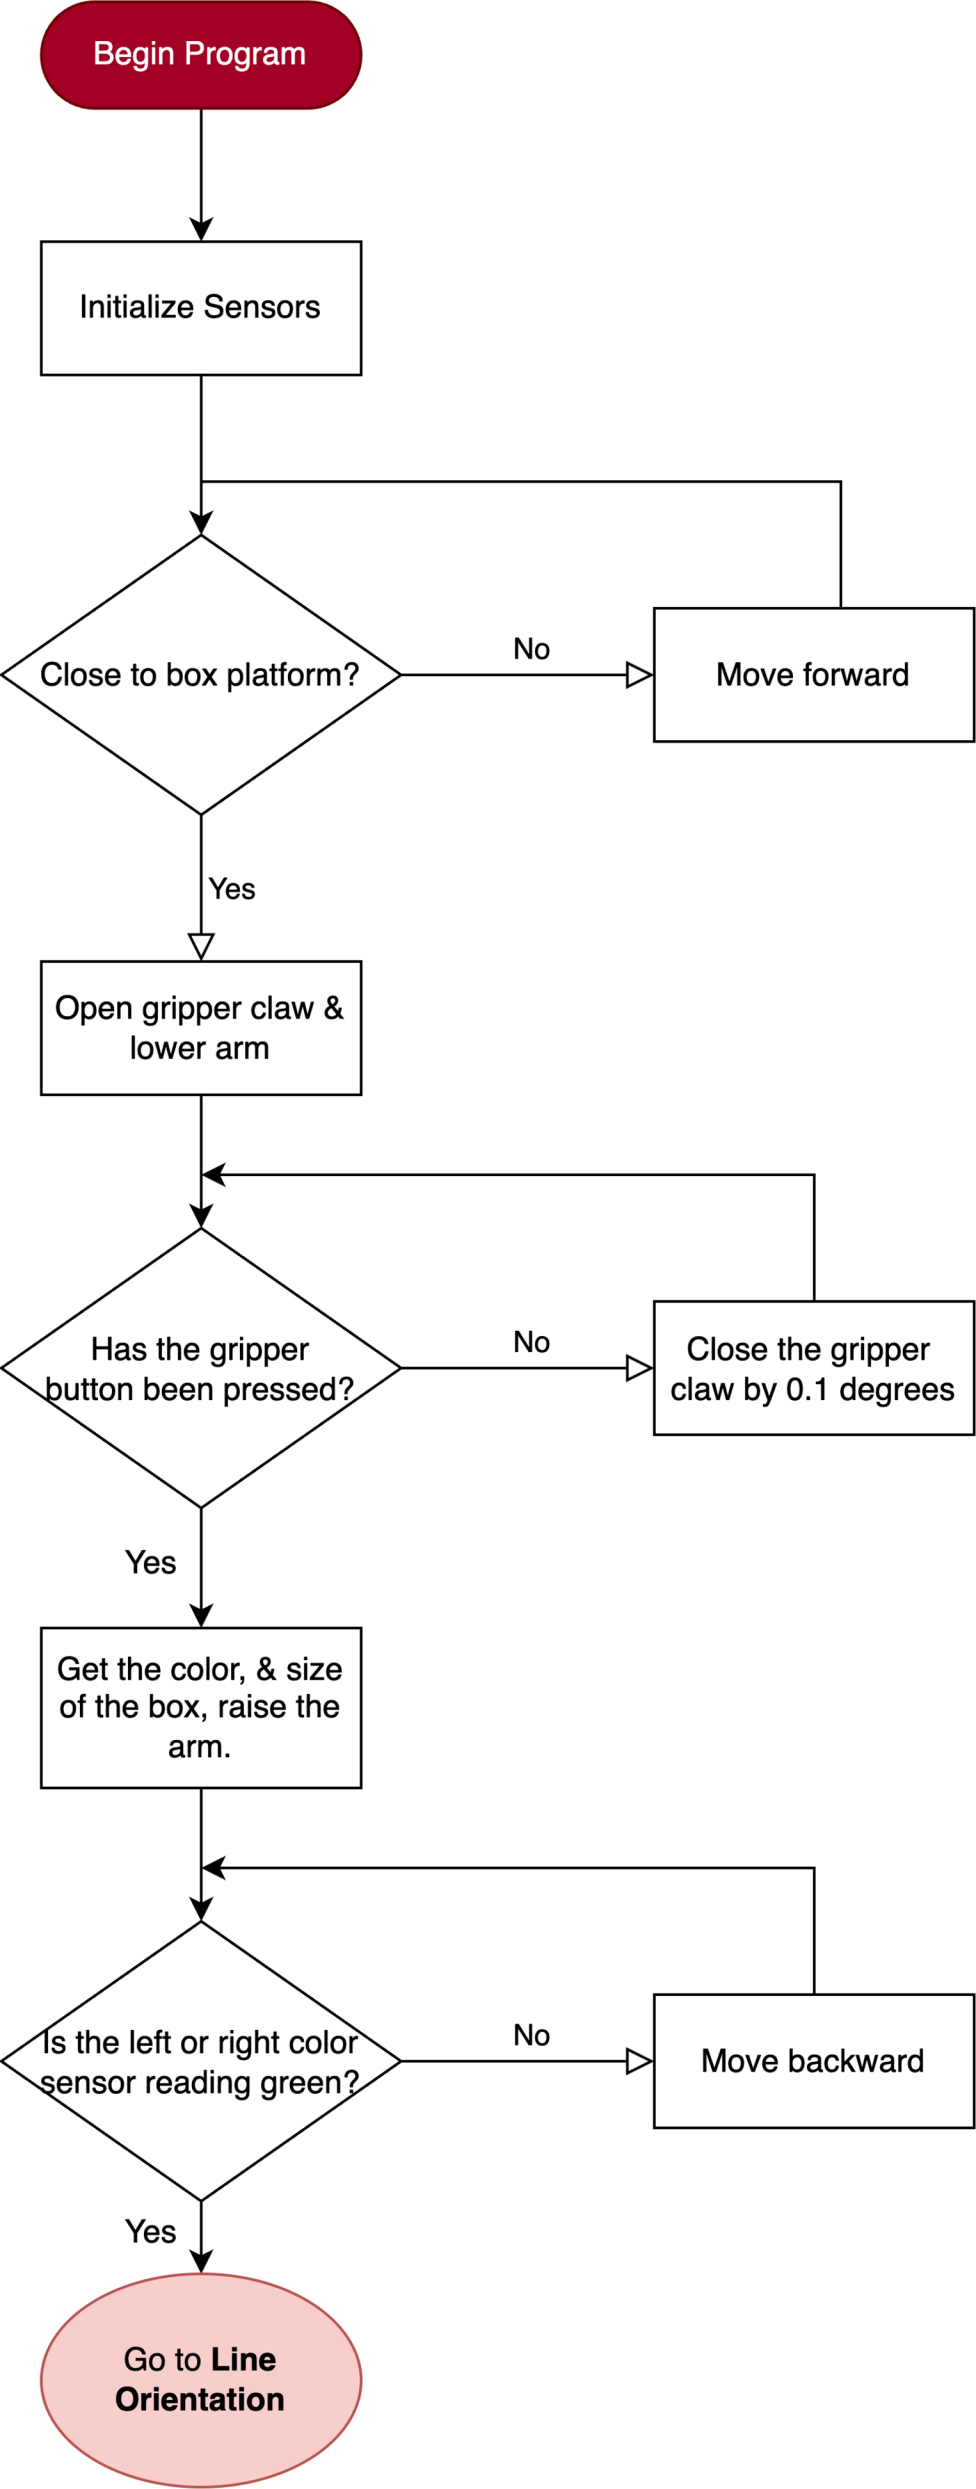 Begin Program
Initialize Sensors
Close to box platform?
No
Move forward
Yes
Open gripper claw &
lower arm
Has the gripper
button been pressed?
No
Close the gripper
claw by 0.1 degrees
Yes
Get the color, & size
of the box, raise the
arm.
Is the left or right color
sensor reading green?
No
Move backward
Yes
Go to Line
Orientation